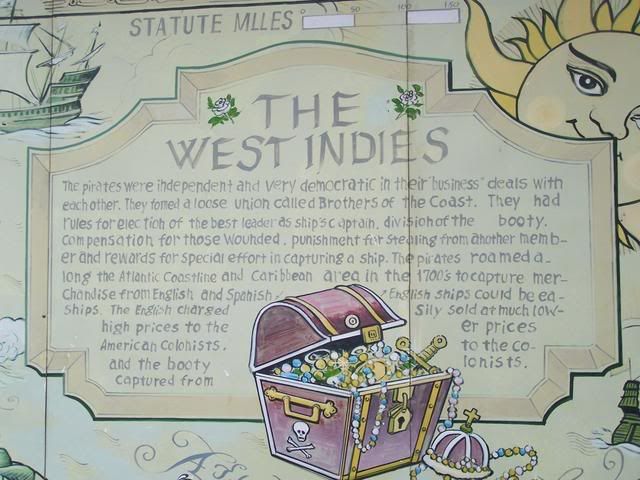 STATUTE MILES 0 50 100 150
THE
WEST INDIES
The pirates were independent and very democratic in their "business" deals with
each other. They fomed a loose union called Brothers of the Coast. They had
rules for election of the best leader as ship's captain, division of the booty.
Compensation for those wounded, punishment for stealing from another memb-
er and rewards for special effort in capturing a ship. The pirates roamed a-
long the Atlantic Coastline and Caribbean area in the 1700's to capture mer-
chandise from English and Spanish English ships could be ea-
ships. The English charged sily sold at much low-
high prices to the er prices
American Colonists, to the Co-
and the booty lonists.
captured from